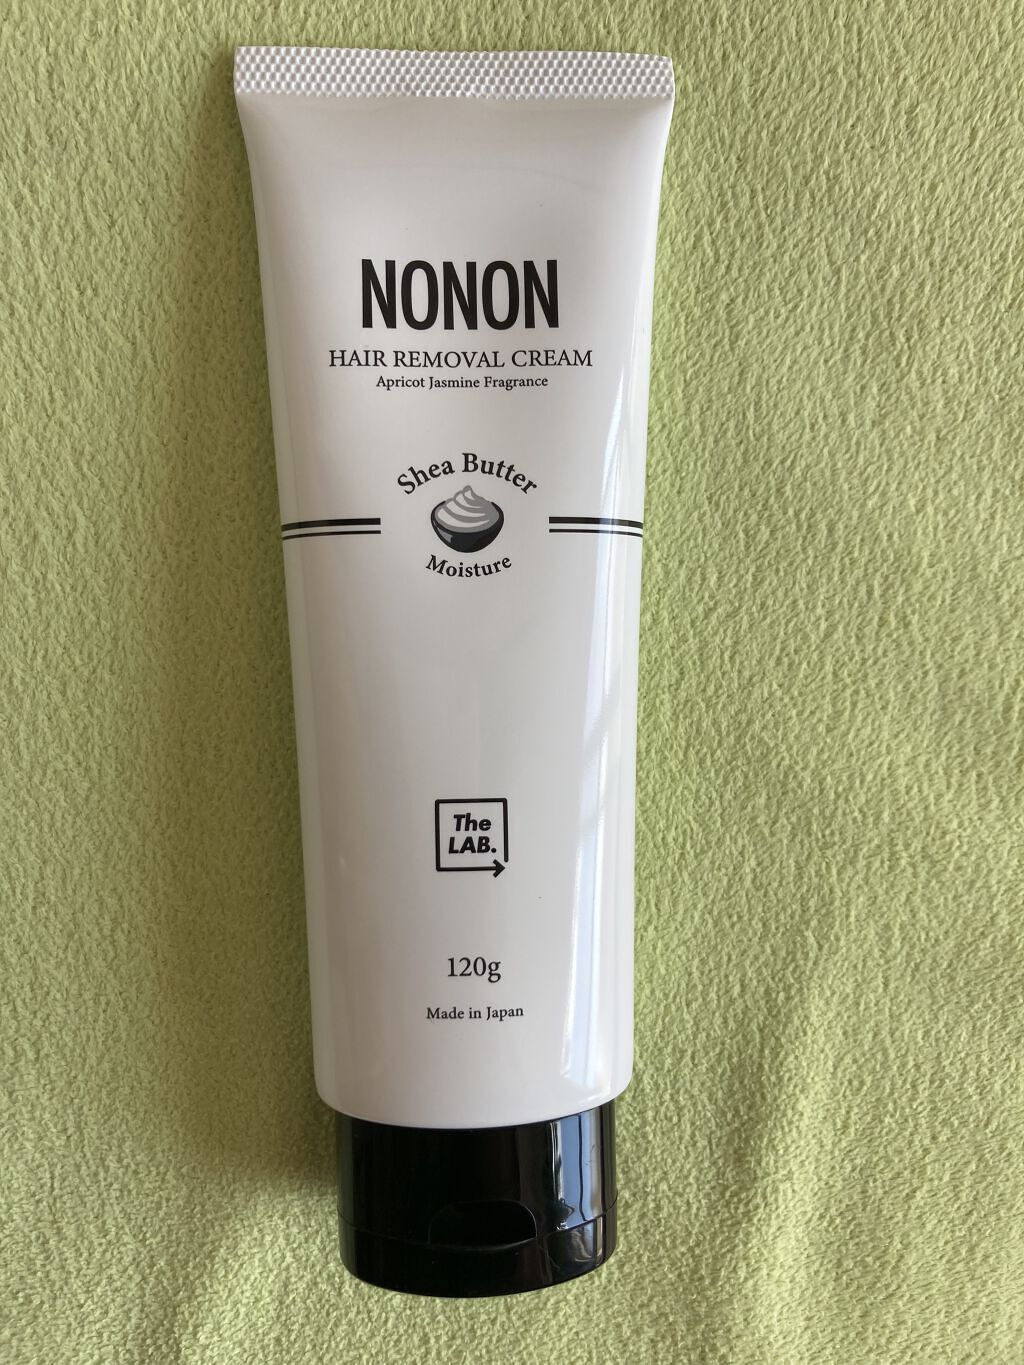 NONON
HAIR REMOVAL CREAM
Apricot Jasmine Fragrance
Shea Butter
Moisture
The
LAB.
120g
Made in Japan